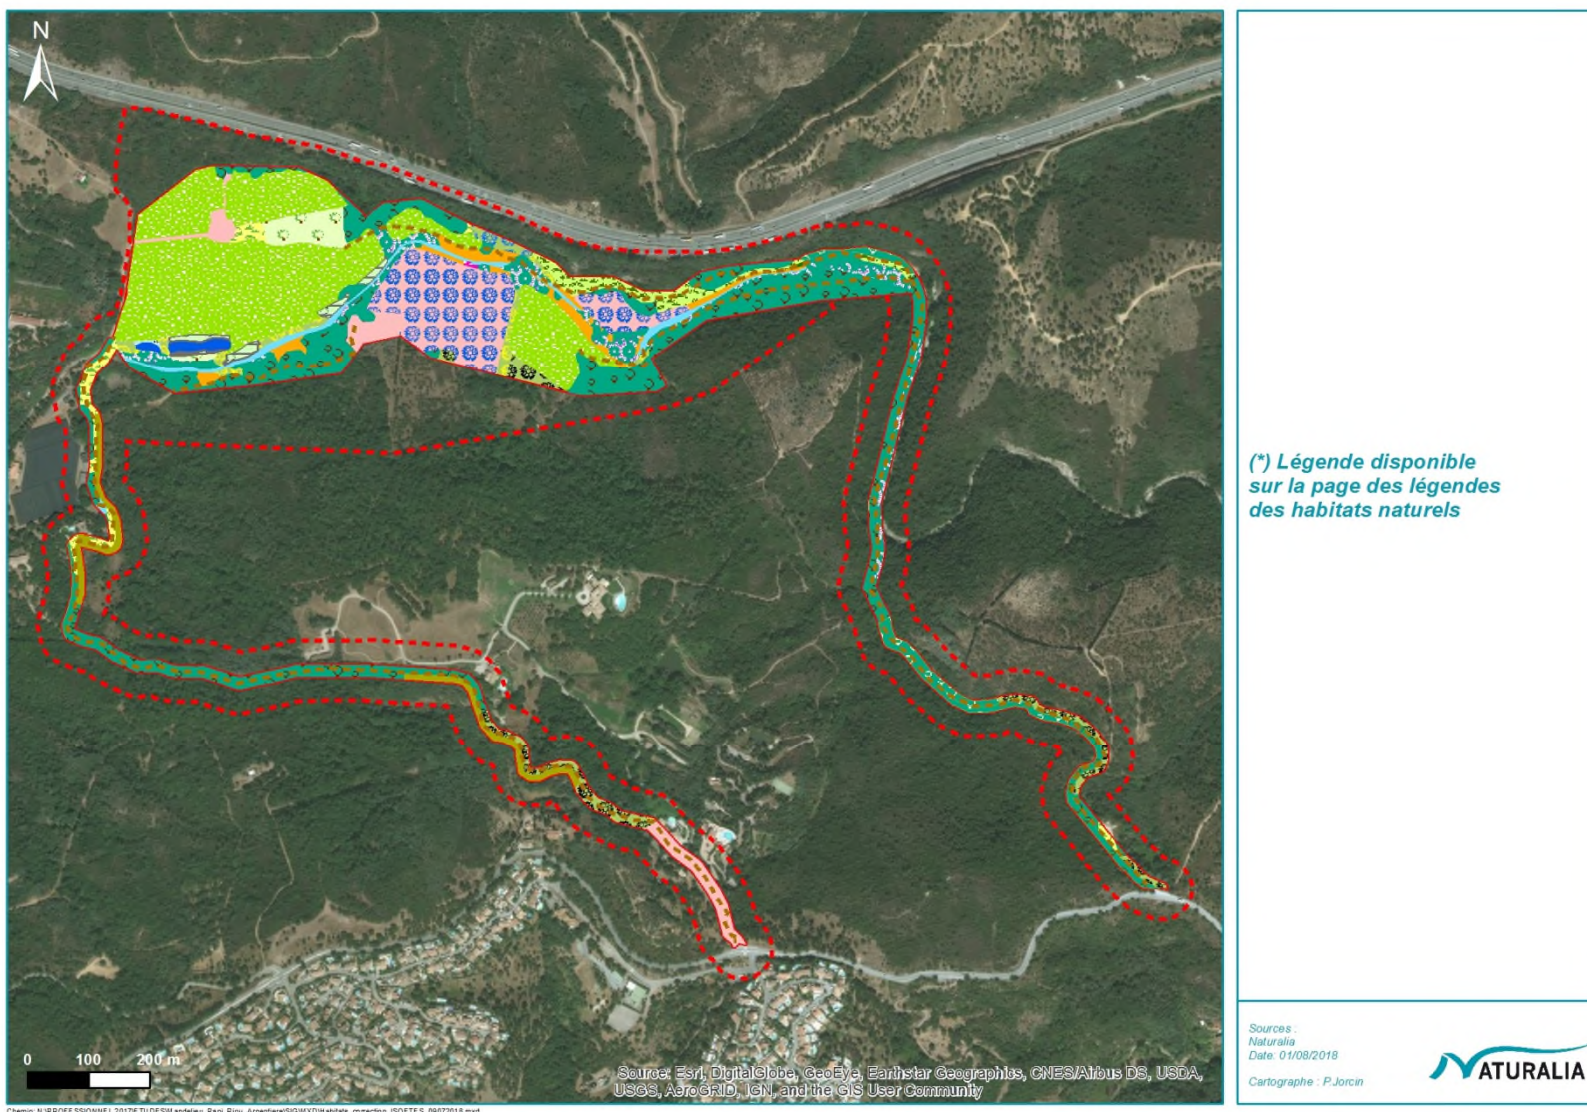 N
(*) Légende disponible
sur la page des légendes
des habitats naturels
0 100 200 m
Source: Esri, DigitalGlobe, GeoEye, Earthstar Geographics, CNES/Airbus DS, USDA,
USGS, AeroGRID, IGN, and the GIS User Community
Sources :
Naturalia
Date: 01/08/2018
Cartographe : P.Jorcin
NATURALIA